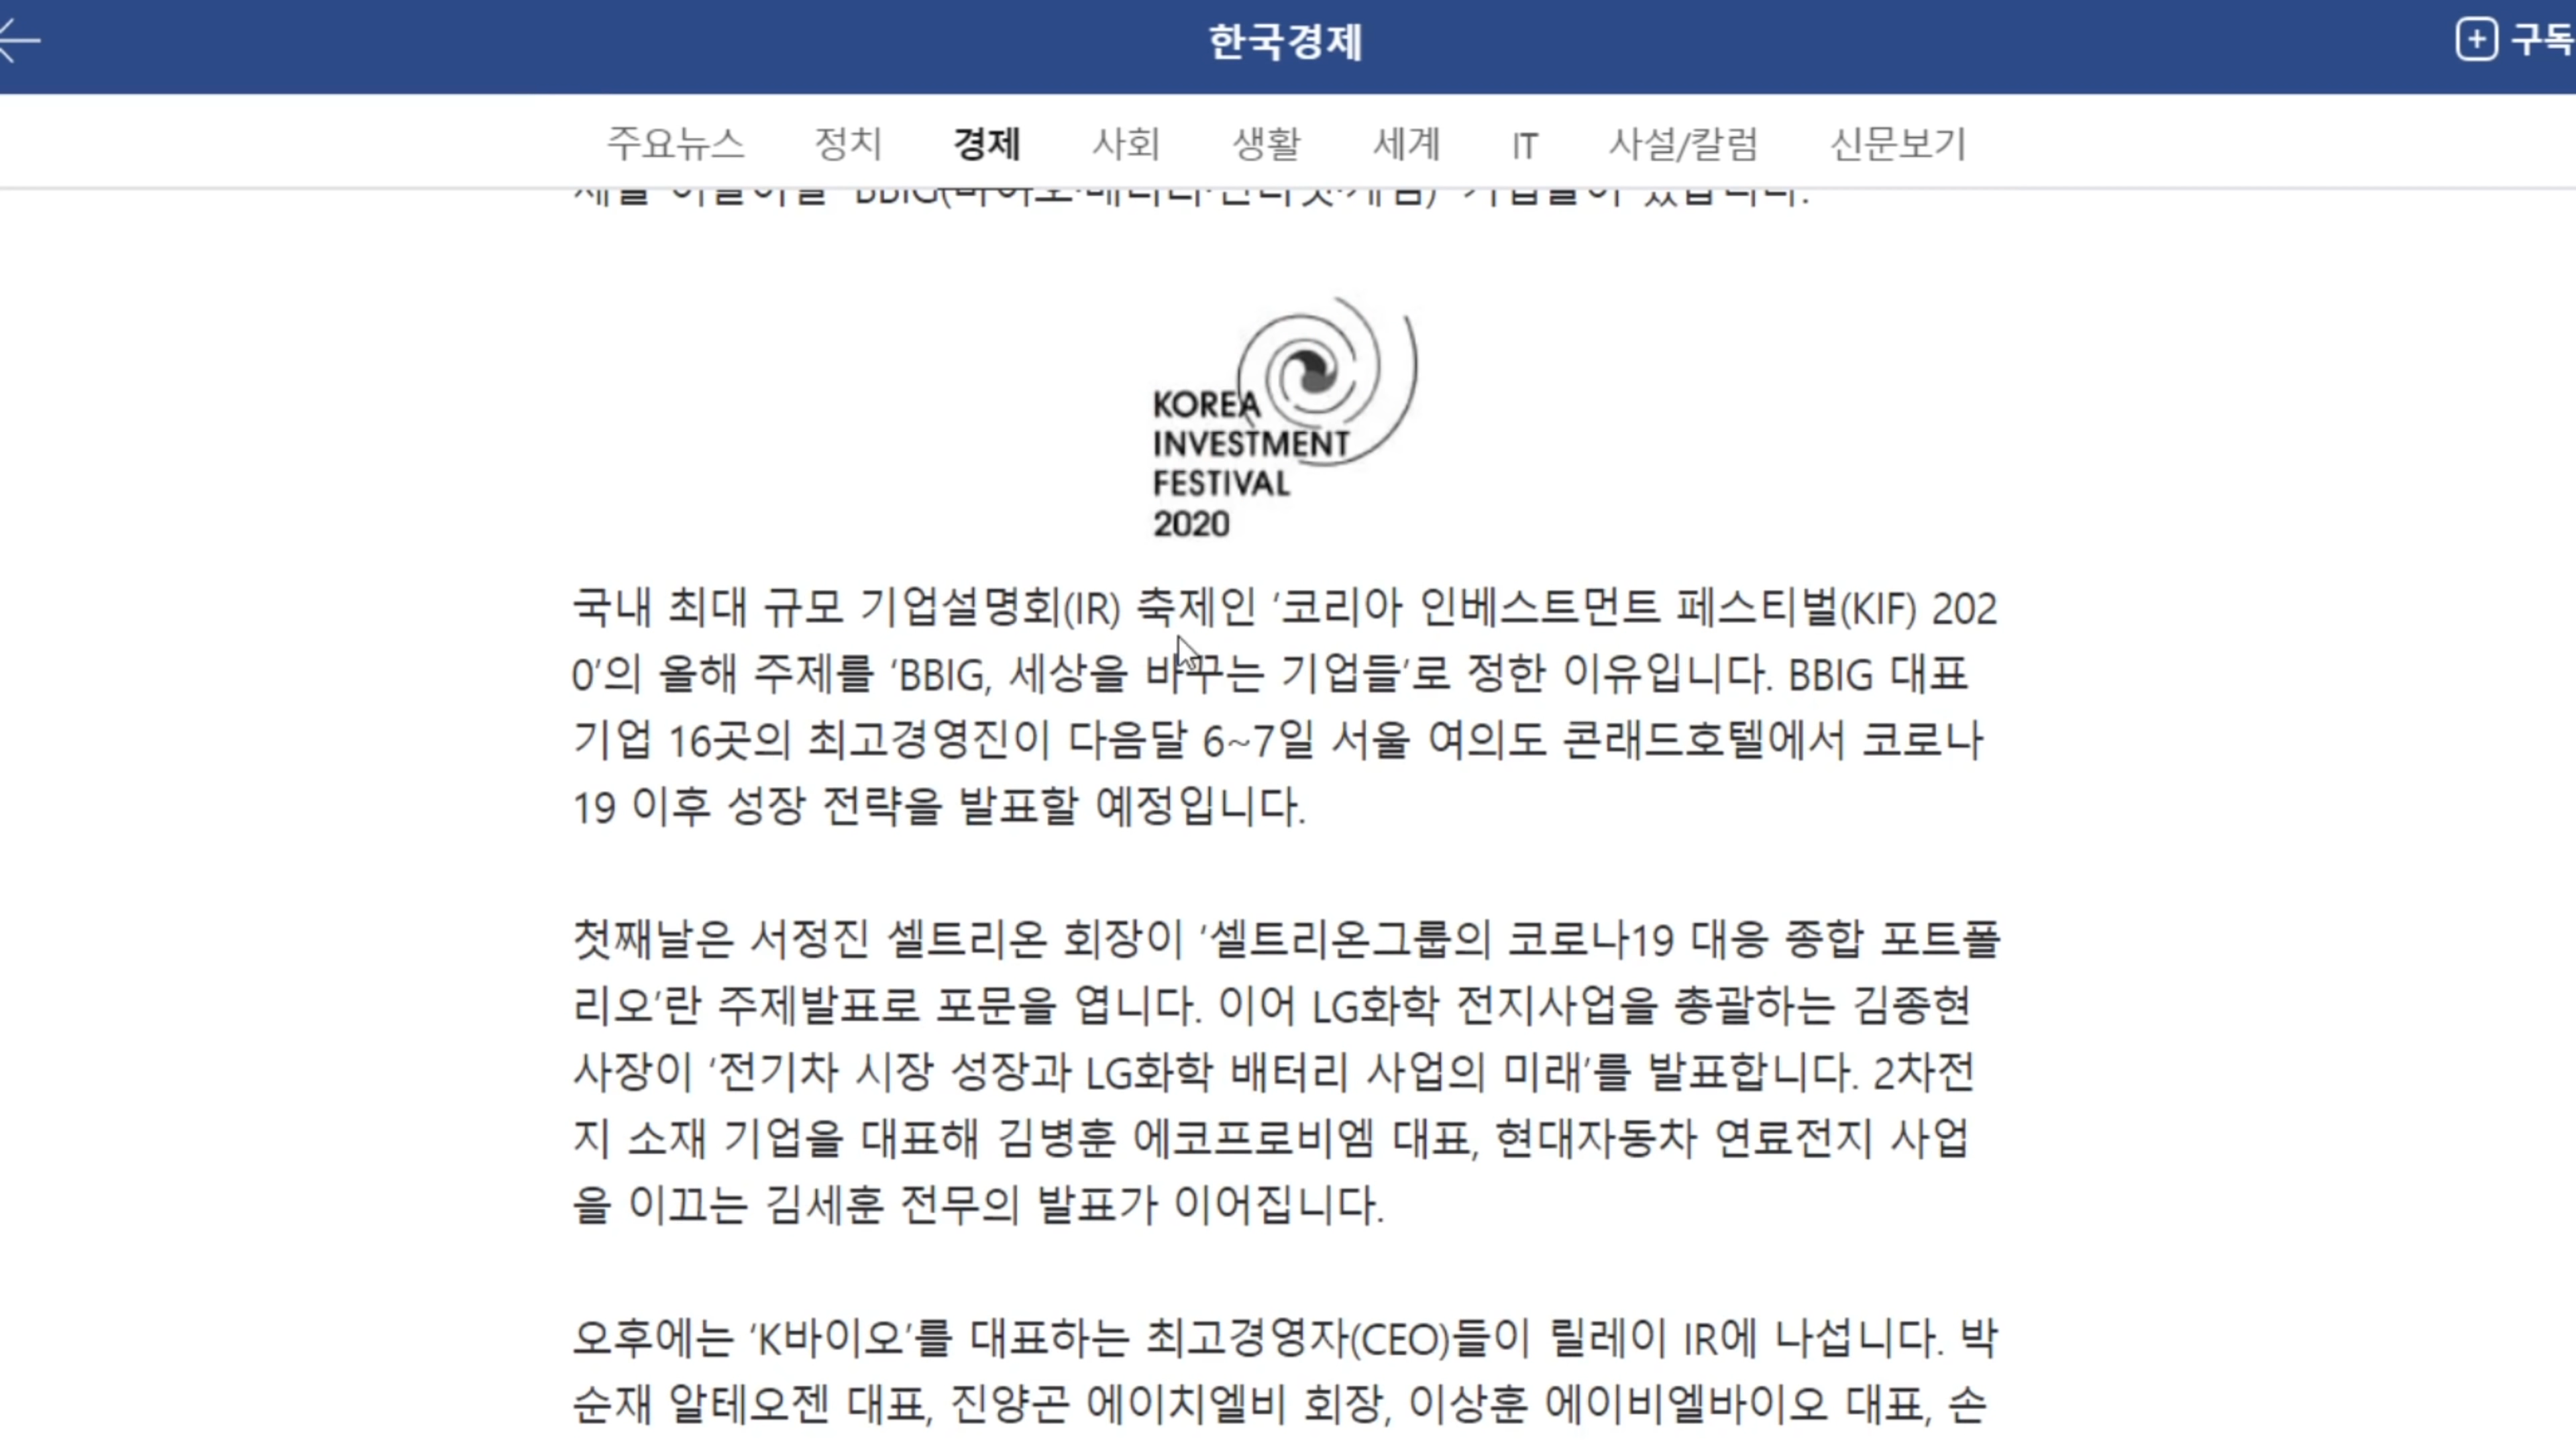 한국경제
구독
주요뉴스 정치 경제 사회 생활 세계 IT 사설/칼럼 신문보기
KOREA
INVESTMENT
FESTIVAL
2020
국내 최대 규모 기업설명회(IR) 축제인 ‘코리아 인베스트먼트 페스티벌(KIF) 202
0’의 올해 주제를 ‘BBIG, 세상을 바꾸는 기업들’로 정한 이유입니다. BBIG 대표
기업 16곳의 최고경영진이 다음달 6~7일 서울 여의도 콘래드호텔에서 코로나
19 이후 성장 전략을 발표할 예정입니다.
첫째날은 서정진 셀트리온 회장이 ‘셀트리온그룹의 코로나19 대응 종합 포트폴
리오’란 주제발표로 포문을 엽니다. 이어 LG화학 전지사업을 총괄하는 김종현
사장이 ‘전기차 시장 성장과 LG화학 배터리 사업의 미래’를 발표합니다. 2차전
지 소재 기업을 대표해 김병훈 에코프로비엠 대표, 현대자동차 연료전지 사업
을 이끄는 김세훈 전무의 발표가 이어집니다.
오후에는 ‘K바이오’를 대표하는 최고경영자(CEO)들이 릴레이 IR에 나섭니다. 박
순재 알테오젠 대표, 진양곤 에이치엘비 회장, 이상훈 에이비엘바이오 대표, 손